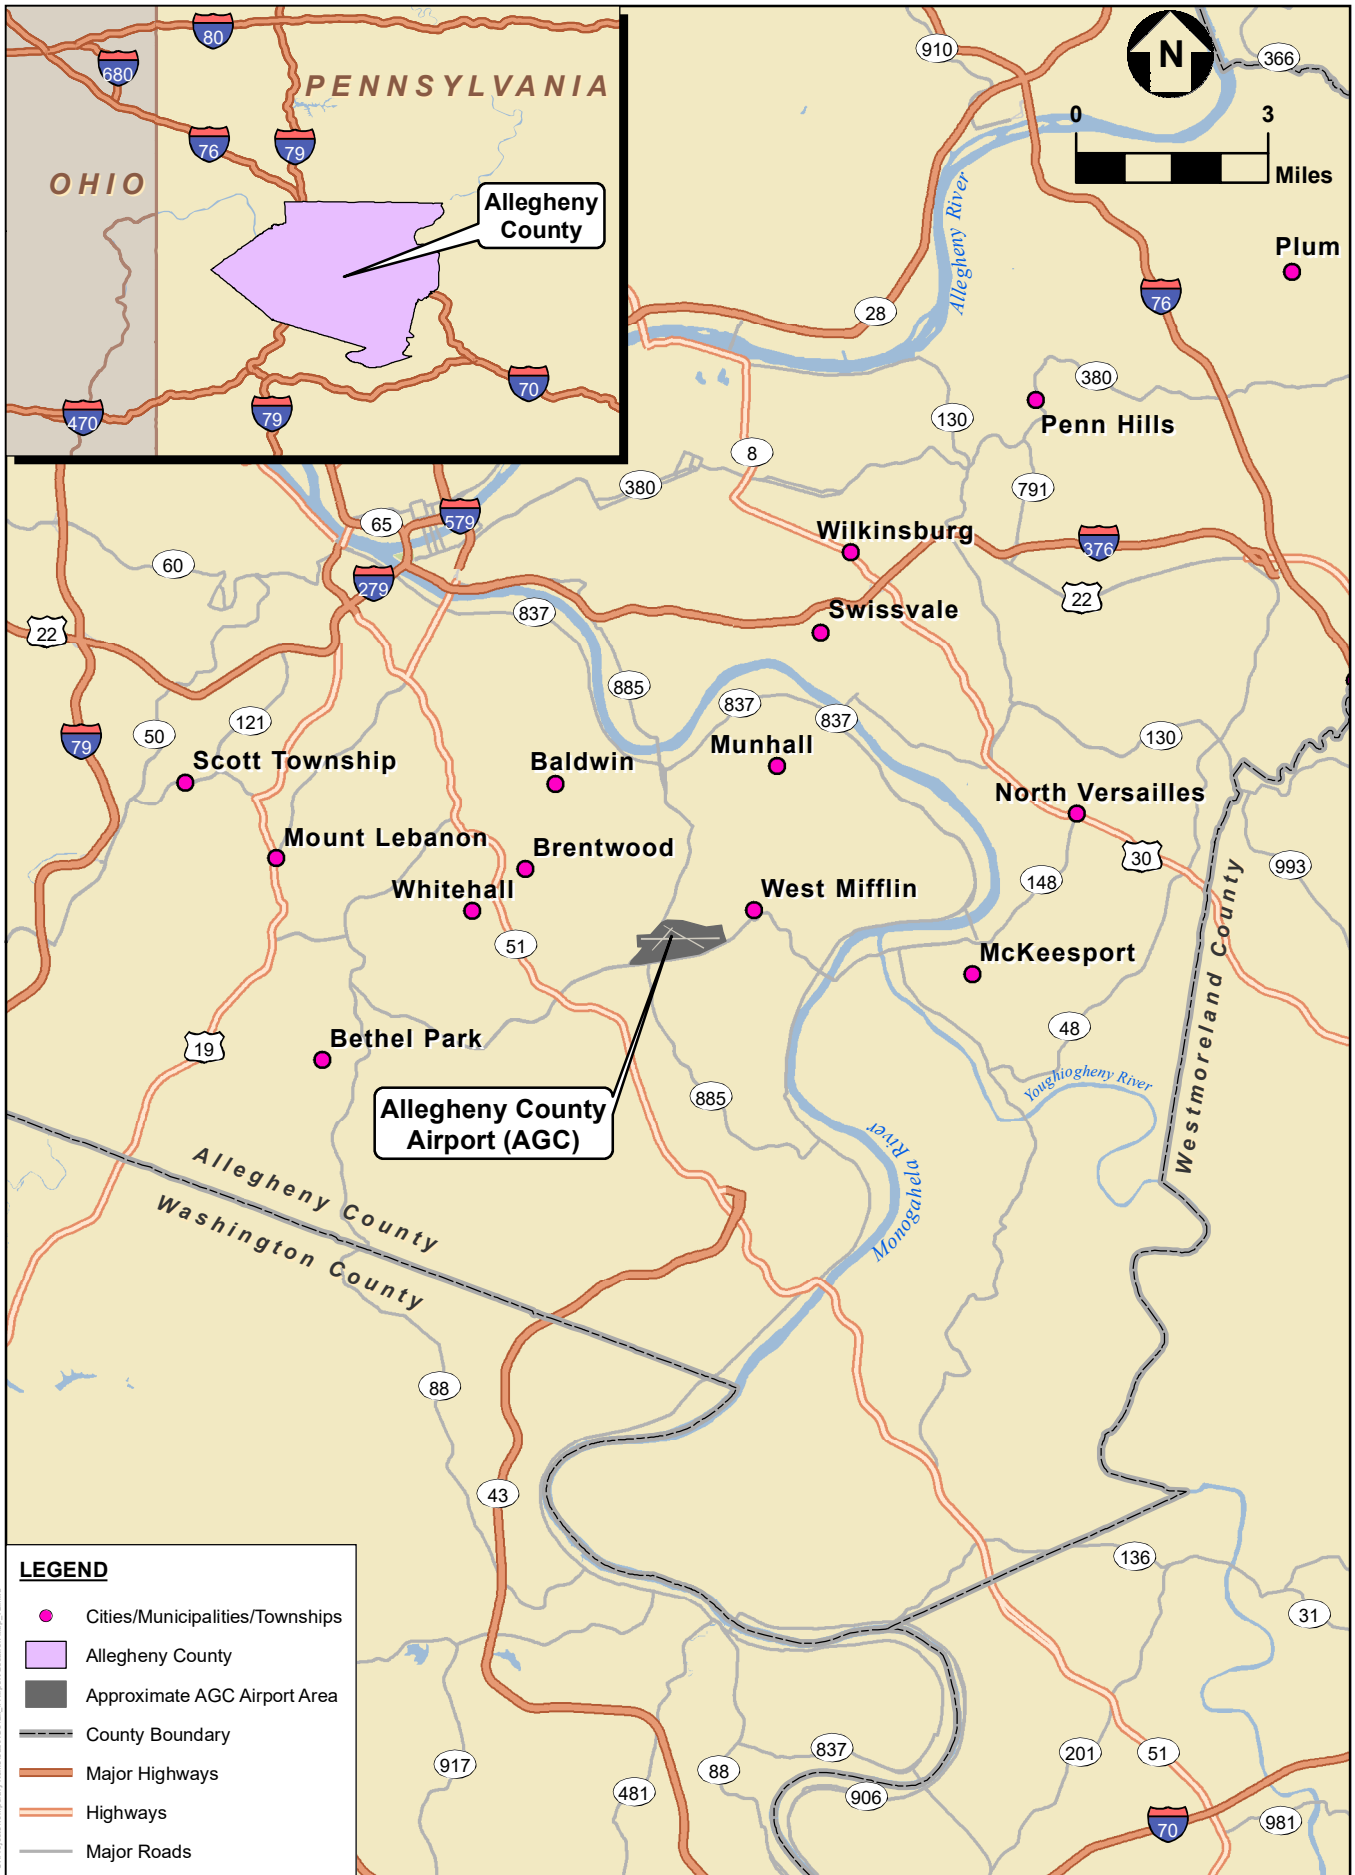 80
680
PENNSYLVANIA
76
79
OHIO
Allegheny
County
70
79
470
910
N
366
0
3
Miles
Allegheny River
Plum
76
28
380
Penn Hills
130
8
791
380
65
579
Wilkinsburg
376
60
279
22
Swissvale
837
22
885
837
837
50
121
79
130
Scott Township
Baldwin
Munhall
North Versailles
Mount Lebanon
Brentwood
30
993
148
Whitehall
West Mifflin
51
McKeesport
Westmoreland County
48
19
Bethel Park
Youghiogheny River
885
Allegheny County
Airport (AGC)
Monogahela River
Allegheny County
Washington County
88
43
136
31
LEGEND
Cities/Municipalities/Townships
Allegheny County
Approximate AGC Airport Area
County Boundary
Major Highways
Highways
Major Roads
837
201
51
917
88
481
906
70
981